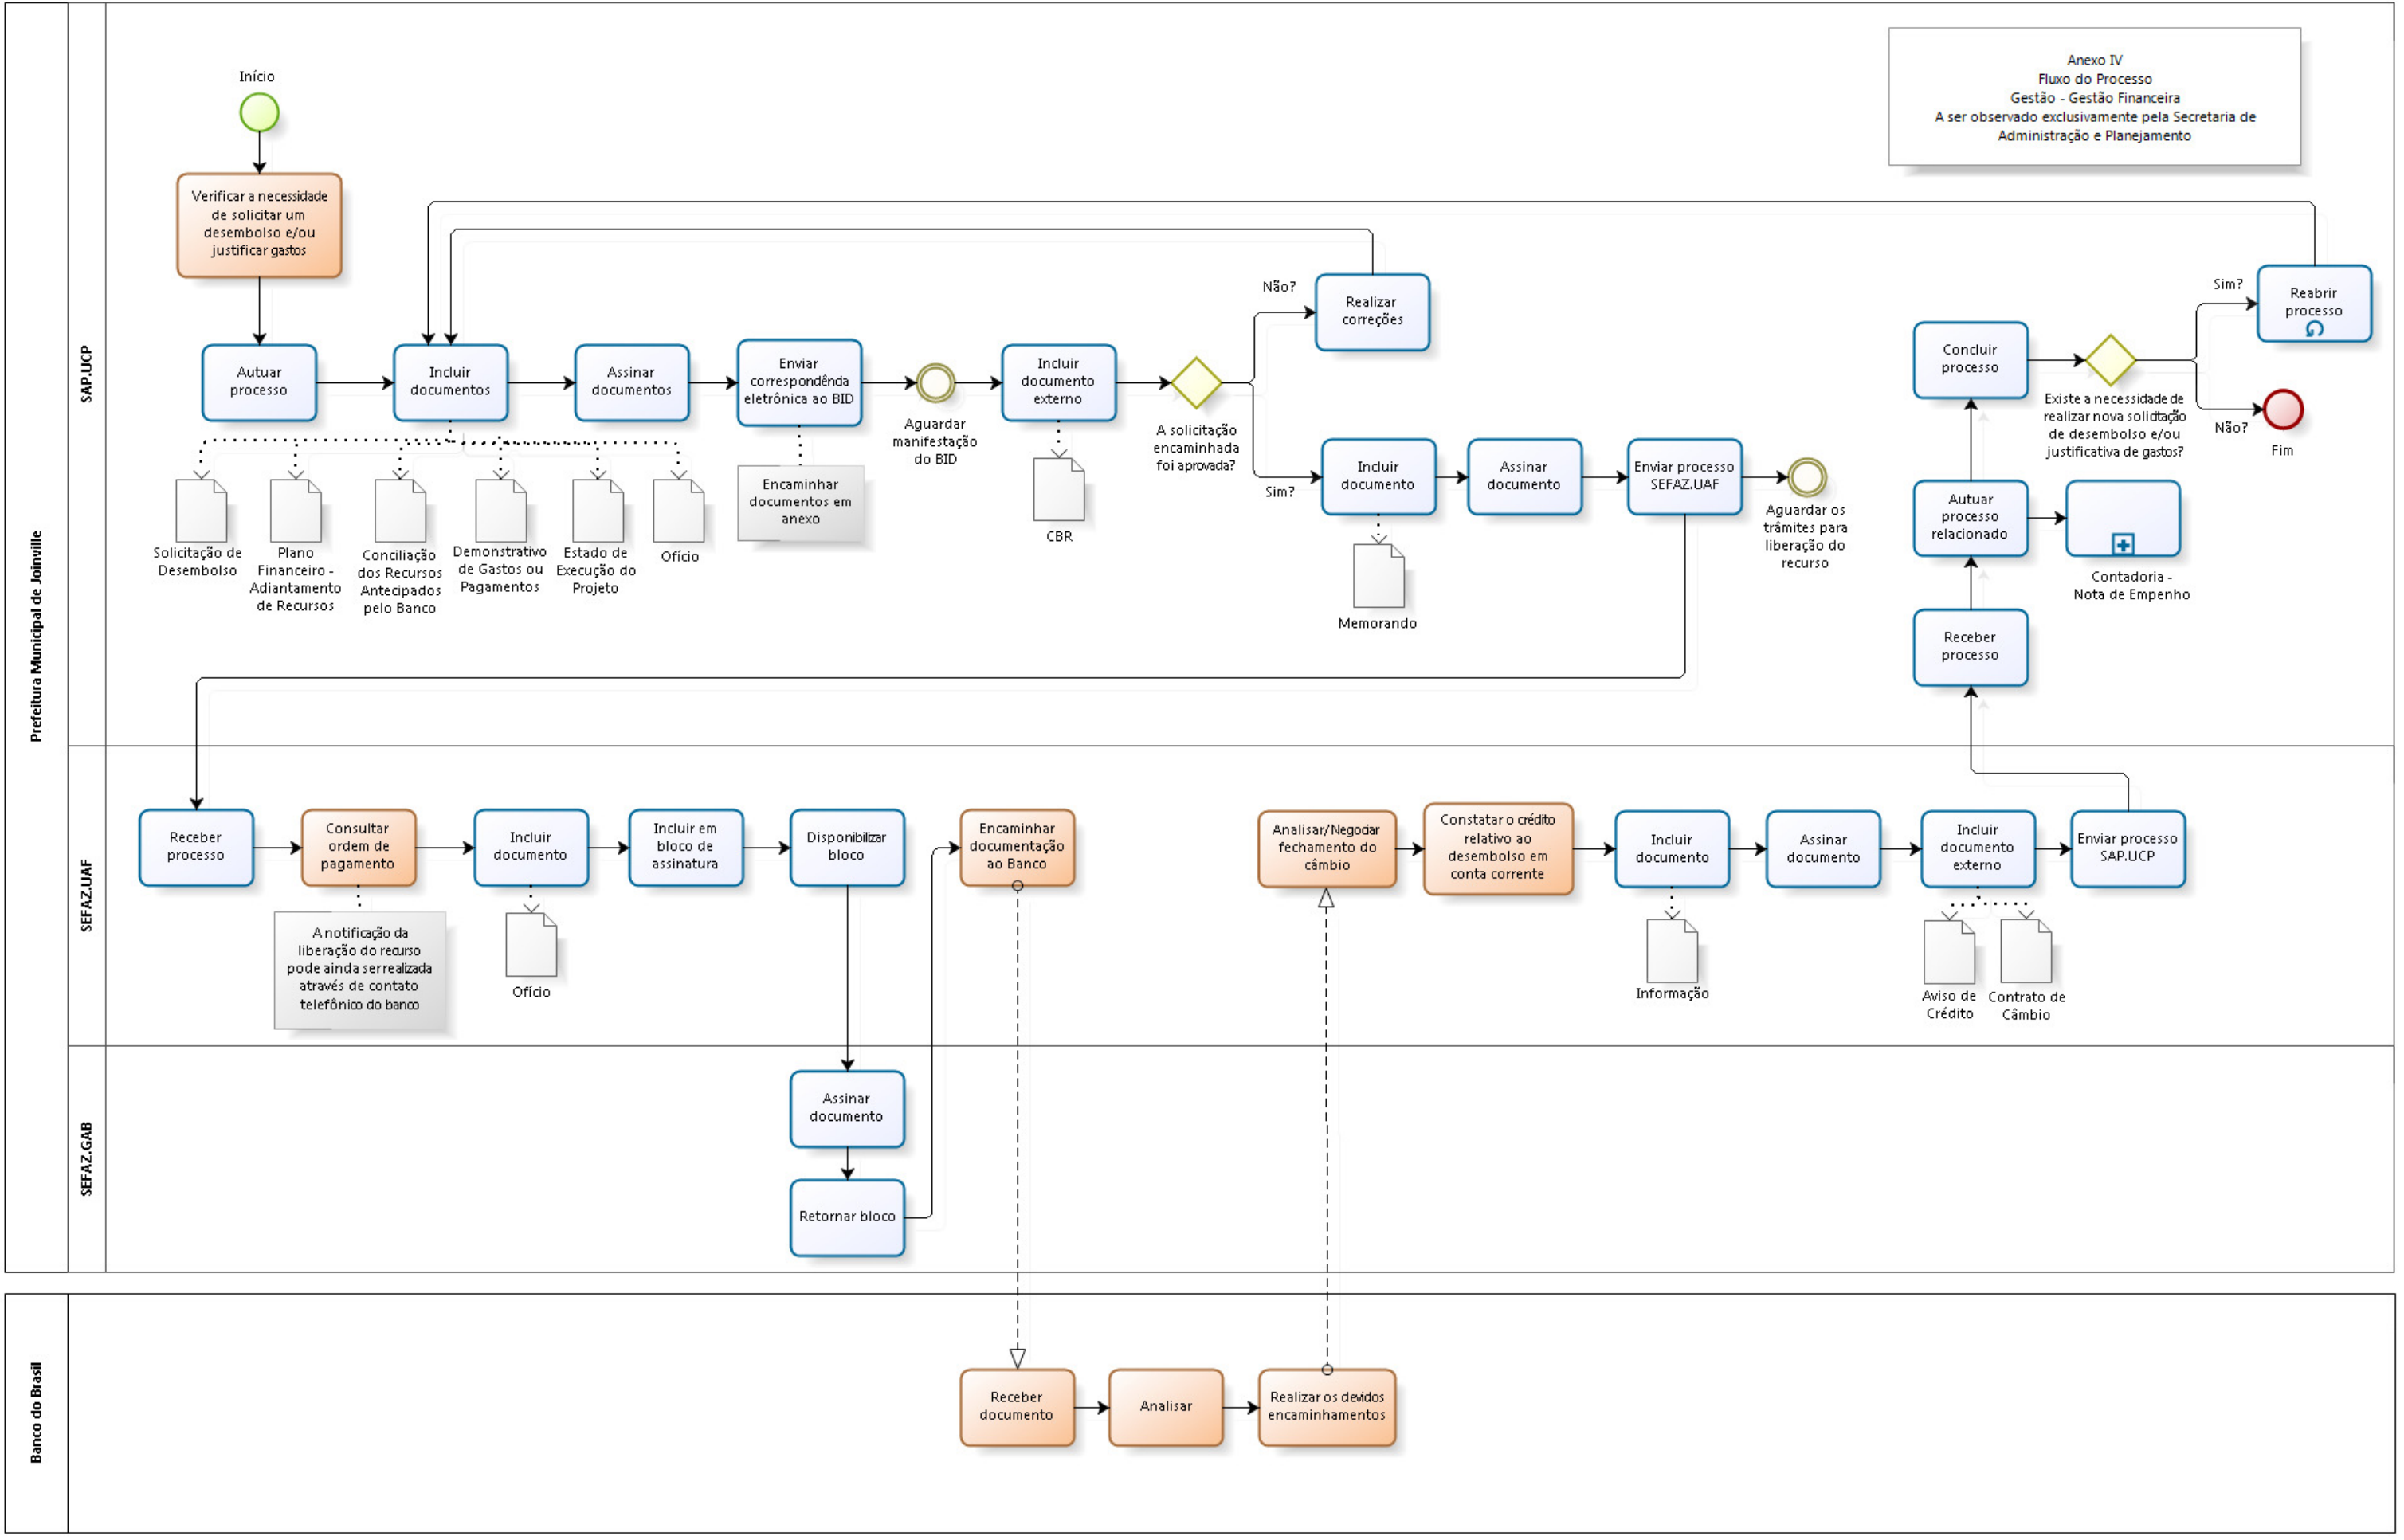 Anexo IV
Fluxo do Processo
Gestão - Gestão Financeira
A ser observado exclusivamente pela Secretaria de
Administração e Planejamento
Prefeitura Municipal de Joinville
SAP.UCP
Início
Verificar a necessidade
de solicitar um
desembolso e/ou
justificar gastos
Autuar
processo
Incluir
documentos
Assinar
documentos
Enviar
correspondência
eletrônica ao BID
Aguardar
manifestação
do BID
Incluir
documento
externo
A solicitação
encaminhada
foi aprovada?
Não?
Realizar
correções
Sim?
Incluir
documento
Assinar
documento
Enviar processo
SEFAZ.UAF
Aguardar os
trâmites para
liberação do
recurso
Solicitação de
Desembolso
Plano
Financeiro -
Adiantamento
de Recursos
Conciliação
dos Recursos
Antecipados
pelo Banco
Demonstrativo
de Gastos ou
Pagamentos
Estado de
Execução do
Projeto
Ofício
Encaminhar
documentos em
anexo
CBR
Memorando
Concluir
processo
Existe a necessidade de
realizar nova solicitação
de desembolso e/ou
justificativa de gastos?
Sim?
Reabrir
processo
Não?
Fim
Autuar
processo
relacionado
Contadoria -
Nota de Empenho
Receber
processo
SEFAZ.UAF
Receber
processo
Consultar
ordem de
pagamento
Incluir
documento
Incluir em
bloco de
assinatura
Disponibilizar
bloco
Encaminhar
documentação
ao Banco
Analisar/Negociar
fechamento do
câmbio
Constatar o crédito
relativo ao
desembolso em
conta corrente
Incluir
documento
Assinar
documento
Incluir
documento
externo
Enviar processo
SAP.UCP
A notificação da
liberação do recurso
pode ainda ser realizada
através de contato
telefônico do banco
Ofício
Informação
Aviso de
Crédito
Contrato de
Câmbio
SEFAZ.GAB
Assinar
documento
Retornar bloco
Banco do Brasil
Receber
documento
Analisar
Realizar os devidos
encaminhamentos